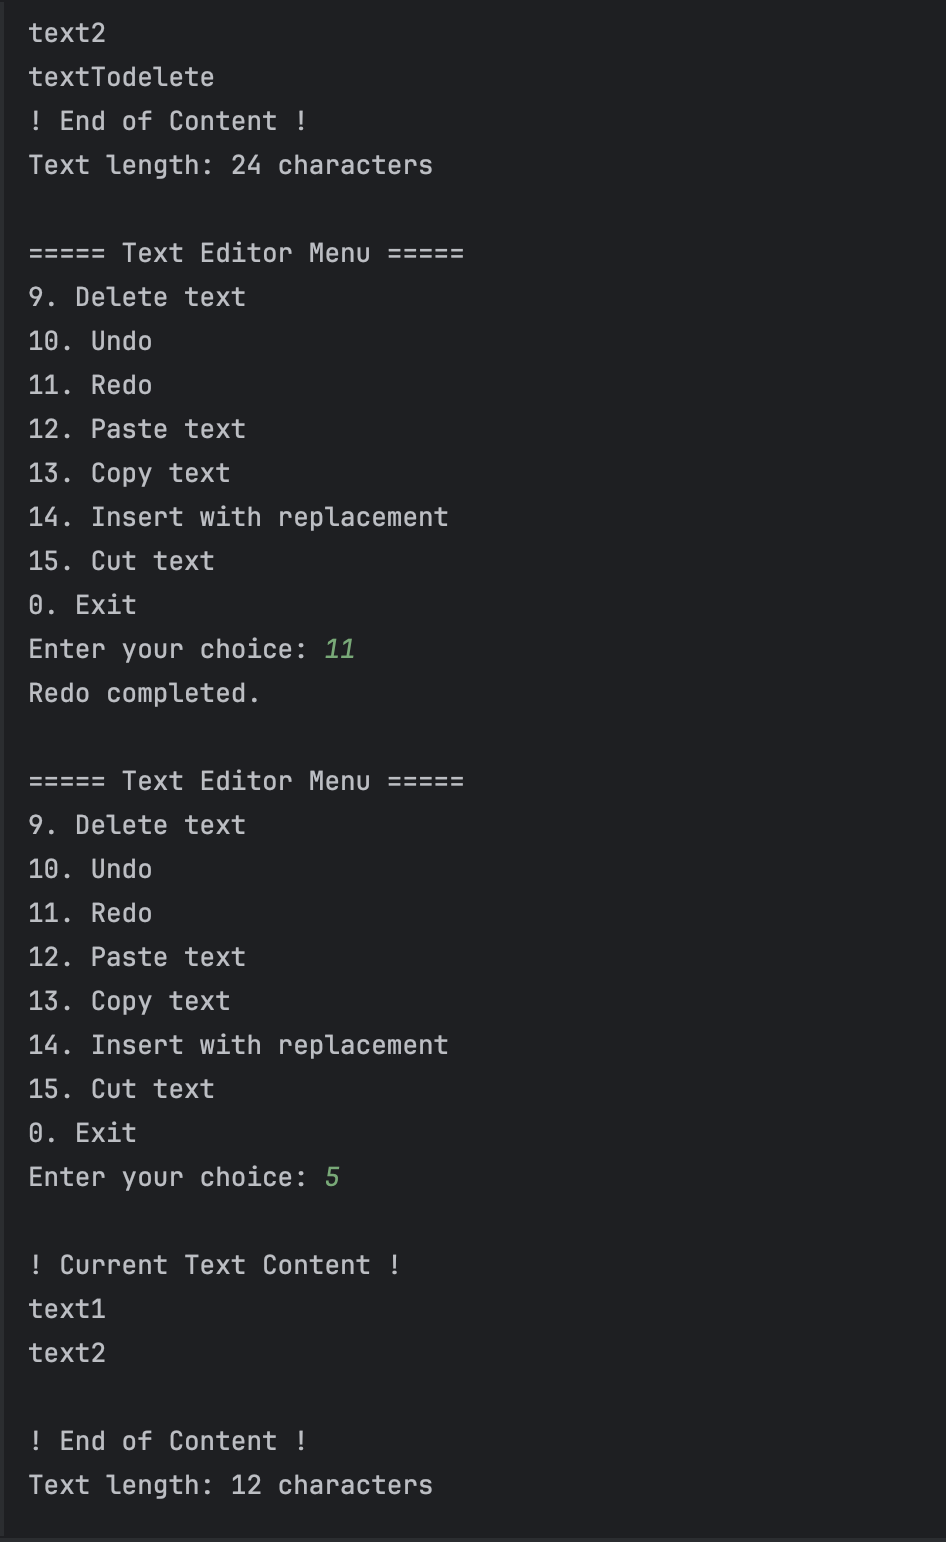 text2
textTodelete
! End of Content !
Text length: 24 characters
===== Text Editor Menu =====
9. Delete text
10. Undo
11. Redo
12. Paste text
13. Copy text
14. Insert with replacement
15. Cut text
0. Exit
Enter your choice: 11
Redo completed.
===== Text Editor Menu =====
9. Delete text
10. Undo
11. Redo
12. Paste text
13. Copy text
14. Insert with replacement
15. Cut text
0. Exit
Enter your choice: 5
! Current Text Content !
text1
text2
! End of Content !
Text length: 12 characters